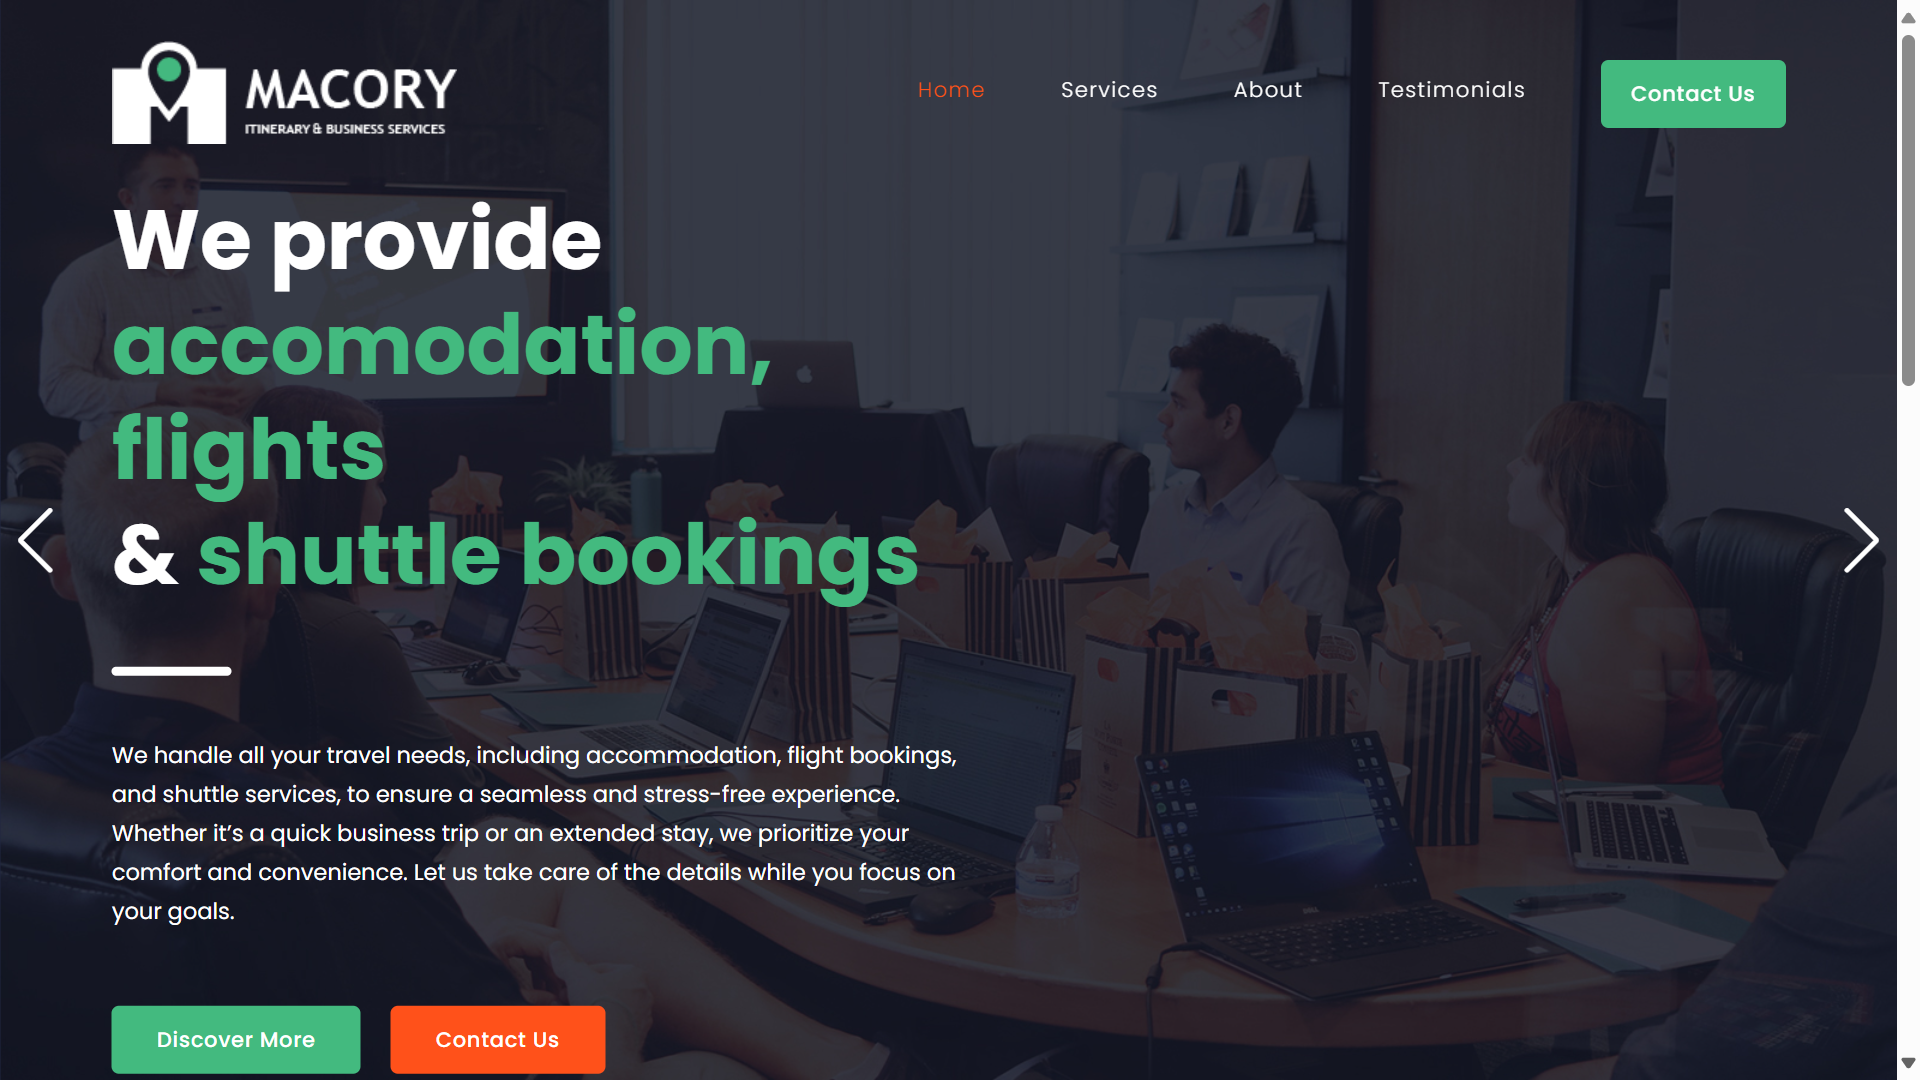 MACORY
ITINERARY & BUSINESS SERVICES
Home
Services
About
Testimonials
Contact Us
We provide
accomodation,
flights
& shuttle bookings
We handle all your travel needs, including accommodation, flight bookings,
and shuttle services, to ensure a seamless and stress-free experience.
Whether it’s a quick business trip or an extended stay, we prioritize your
comfort and convenience. Let us take care of the details while you focus on
your goals.
Discover More
Contact Us